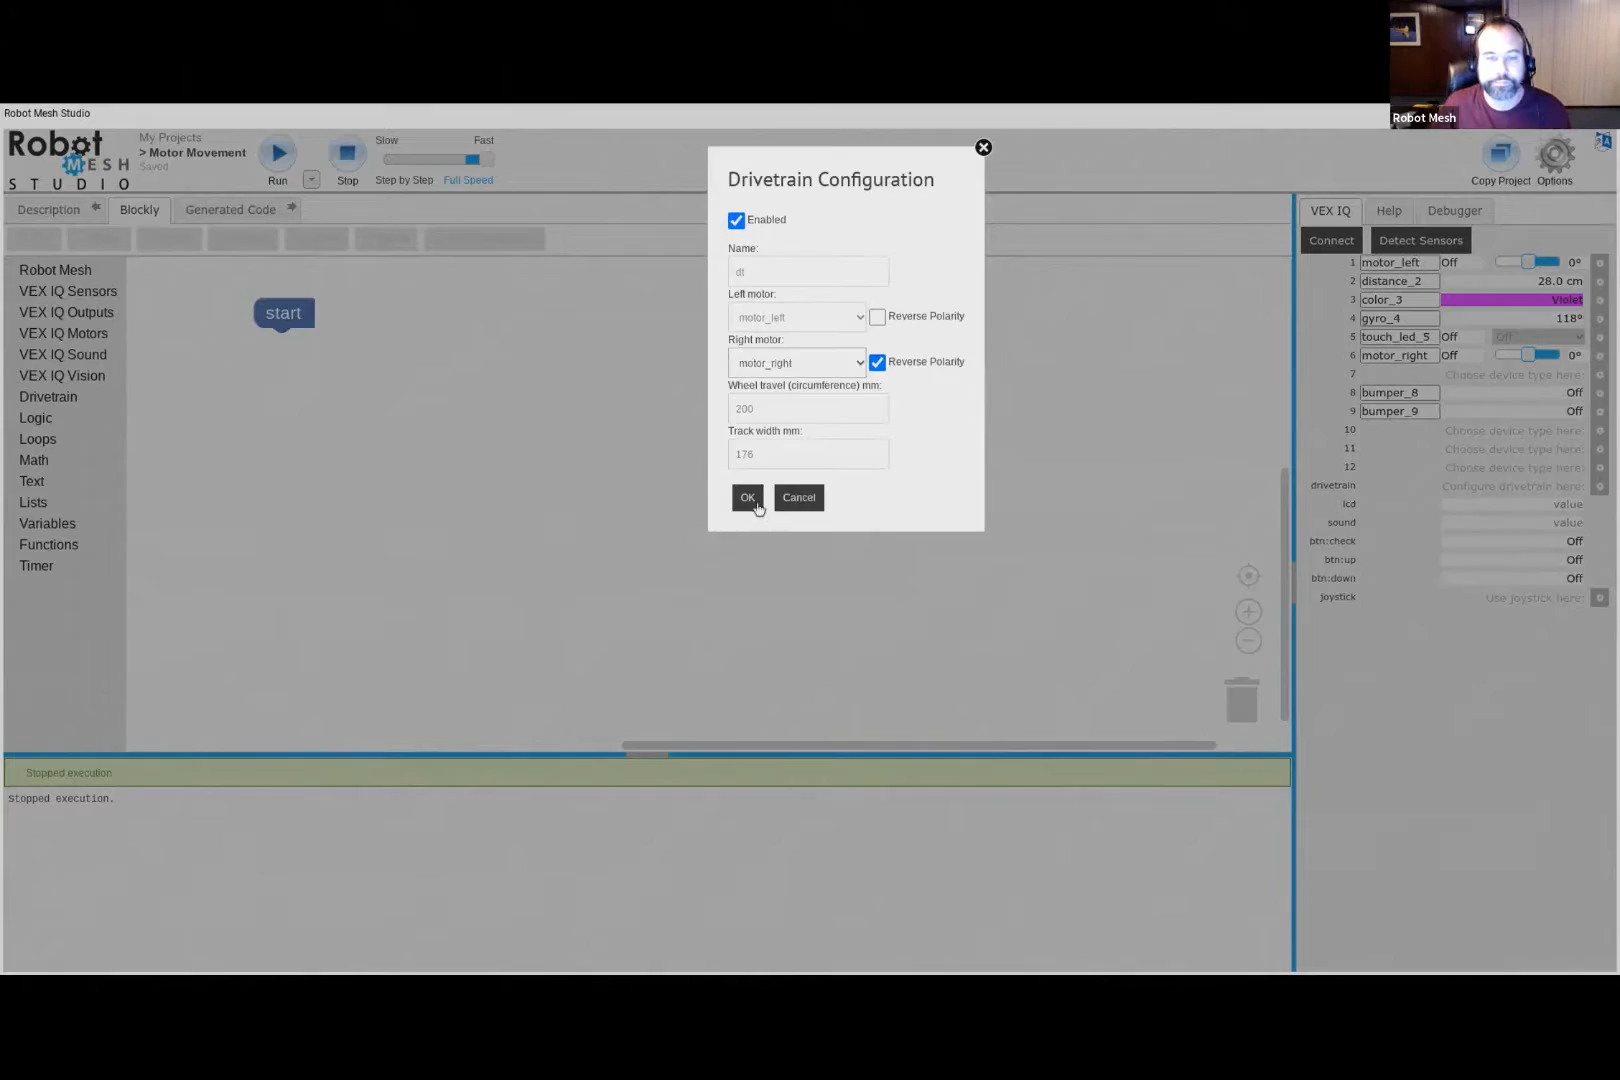 Robot Mesh
Robot Mesh Studio
Robot
MESH
STUDIO
My Projects
> Motor Movement
Saved
Run
Stop
Slow
Fast
Step by Step
Full Speed
Copy Project
Options
Description
Blockly
Generated Code
VEX IQ
Help
Debugger
Connect
Detect Sensors
Robot Mesh
VEX IQ Sensors
VEX IQ Outputs
VEX IQ Motors
VEX IQ Sound
VEX IQ Vision
Drivetrain
Logic
Loops
Math
Text
Lists
Variables
Functions
Timer
start
Drivetrain Configuration
Enabled
Name:
dt
Left motor:
motor_left
Reverse Polarity
Right motor:
motor_right
Reverse Polarity
Wheel travel (circumference) mm:
200
Track width mm:
176
OK
Cancel
1 motor_left Off 0°
2 distance_2 28.0 cm
3 color_3 Violet
4 gyro_4 118°
5 touch_led_5 Off Off
6 motor_right Off 0°
7 Choose device type here:
8 bumper_8 Off
9 bumper_9 Off
10 Choose device type here:
11 Choose device type here:
12 Choose device type here:
drivetrain Configure drivetrain here:
lcd value
sound value
btn:check Off
btn:up Off
btn:down Off
joystick Use joystick here:
Stopped execution
Stopped execution.